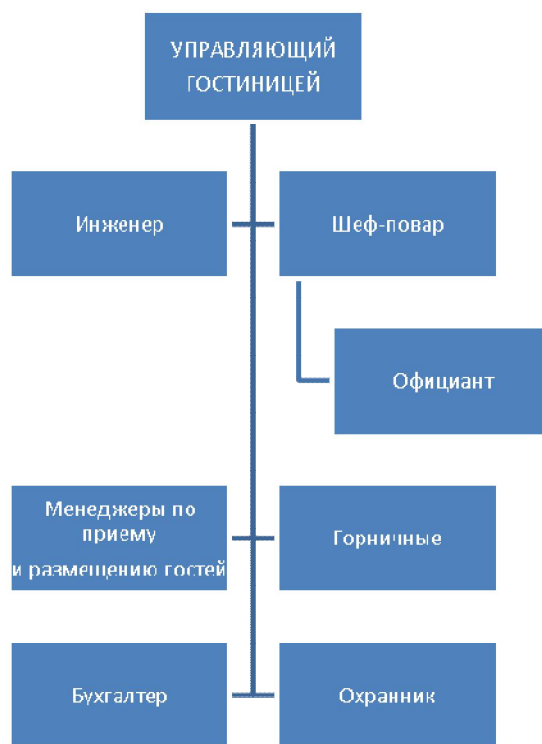 УПРАВЛЯЮЩИЙ
ГОСТИНИЦЕЙ
Инженер
Шеф-повар
Официант
Менеджеры по
приему
и размещению гостей
Горничные
Бухгалтер
Охранник